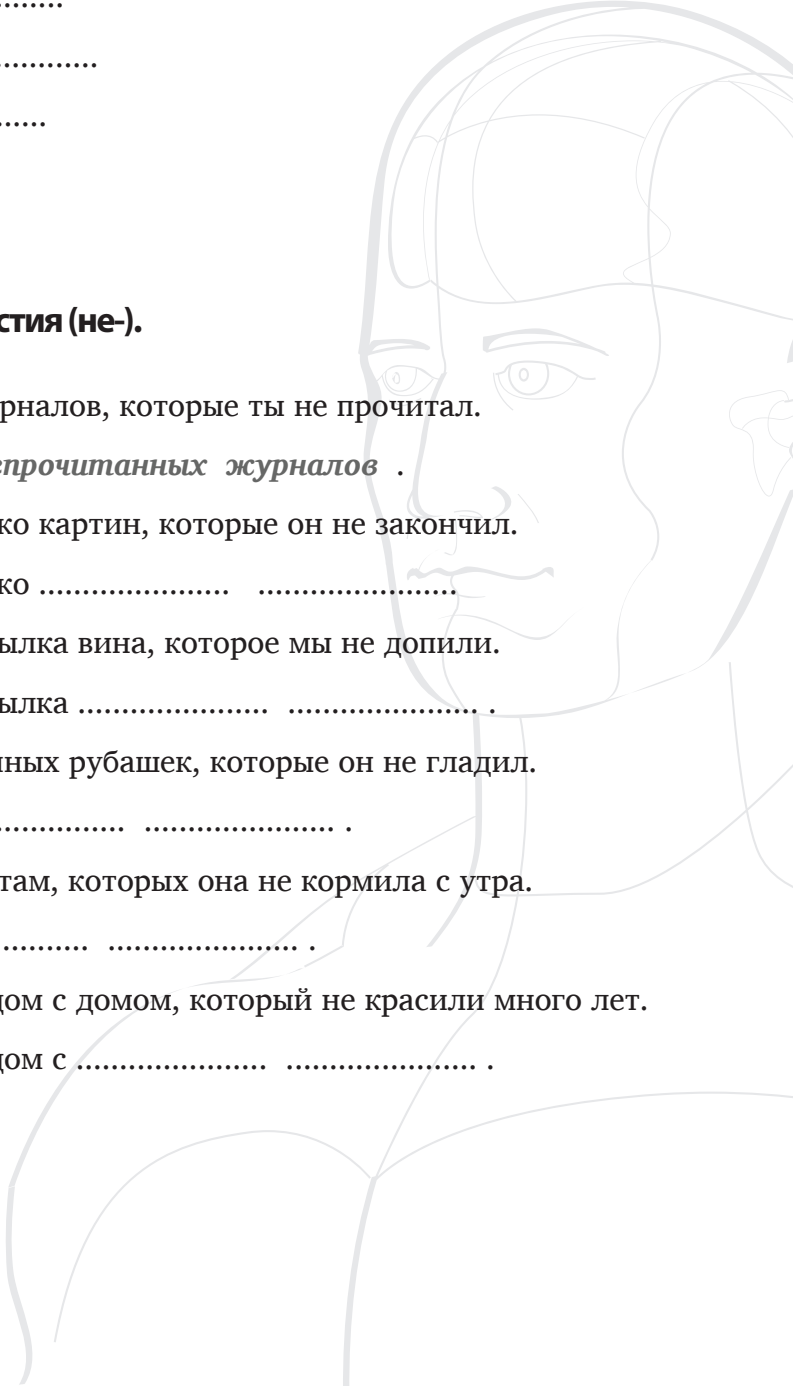 .........
.............
......
стия (не-).
рналов, которые ты не прочитал.
епрочитанных журналов .
ко картин, которые он не закончил.
ко ...................... .......................
ылка вина, которое мы не допили.
ылка ...................... ...................... .
нных рубашек, которые он не гладил.
............... ...................... .
там, которых она не кормила с утра.
.......... ...................... .
дом с домом, который не красили много лет.
дом с ...................... ...................... .